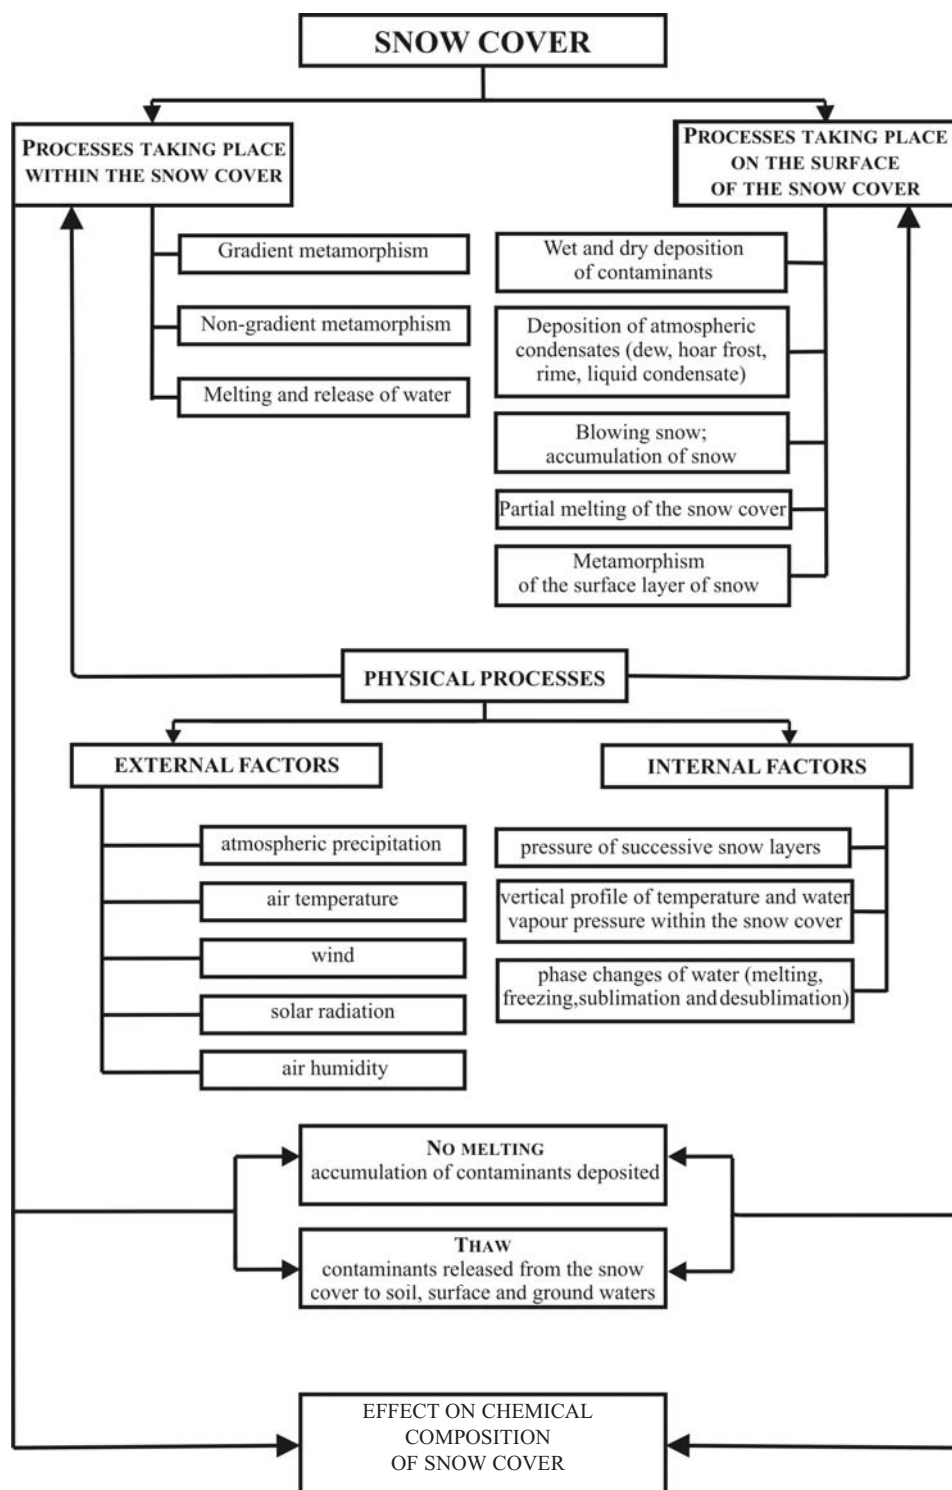 SNOW COVER
PROCESSES TAKING PLACE
WITHIN THE SNOW COVER
PROCESSES TAKING PLACE
ON THE SURFACE
OF THE SNOW COVER
Gradient metamorphism
Non-gradient metamorphism
Melting and release of water
Wet and dry deposition
of contaminants
Deposition of atmospheric
condensates (dew, hoar frost,
rime, liquid condensate)
Blowing snow;
accumulation of snow
Partial melting of the snow cover
Metamorphism
of the surface layer of snow
PHYSICAL PROCESSES
EXTERNAL FACTORS
INTERNAL FACTORS
atmospheric precipitation
air temperature
wind
solar radiation
air humidity
pressure of successive snow layers
vertical profile of temperature and water
vapour pressure within the snow cover
phase changes of water (melting,
freezing,sublimation and desublimation)
NO MELTING
accumulation of contaminants deposited
THAW
contaminants released from the snow
cover to soil, surface and ground waters
EFFECT ON CHEMICAL
COMPOSITION
OF SNOW COVER